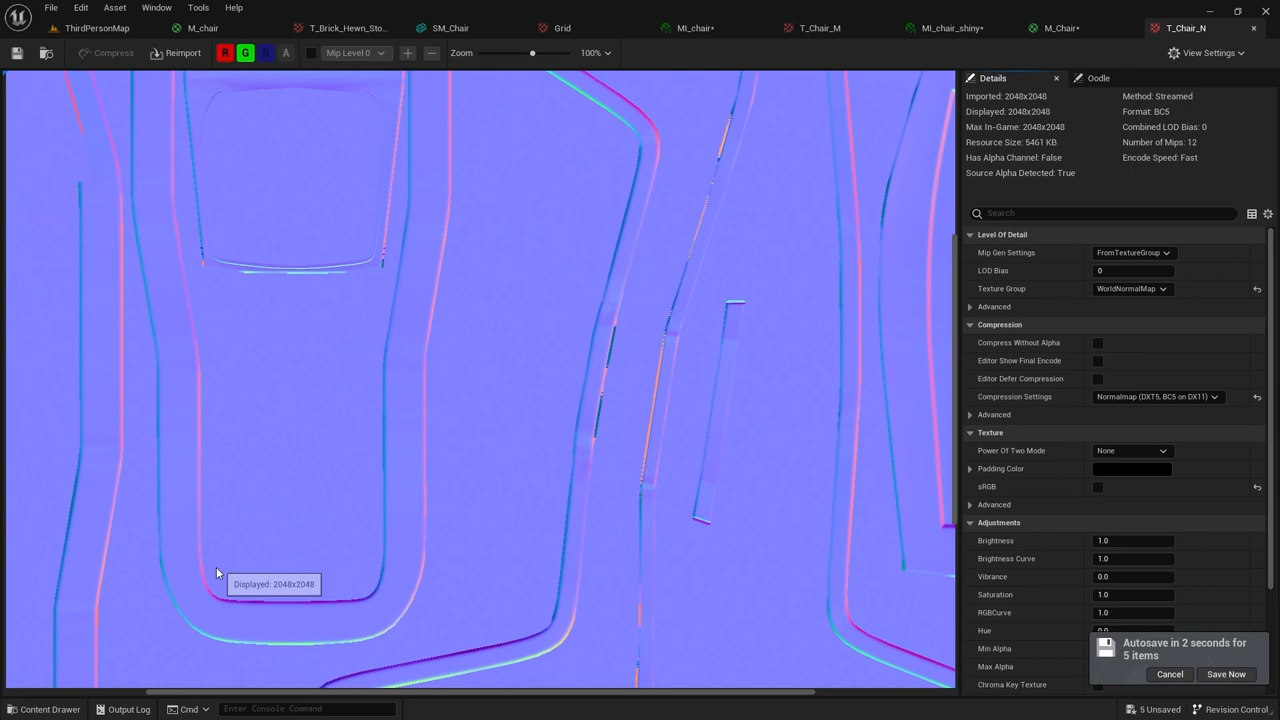 File Edit Asset Window Tools Help
ThirdPersonMap M_chair T_Brick_Hewn_Sto... SM_Chair Grid MI_chair* T_Chair_M MI_chair_shiny* M_Chair* T_Chair_N
Compress Reimport R G B A Mip Level 0 Zoom 100% View Settings
Details Oodle
Imported: 2048x2048 Method: Streamed
Displayed: 2048x2048 Format: BC5
Max In-Game: 2048x2048 Combined LOD Bias: 0
Resource Size: 5461 KB Number of Mips: 12
Has Alpha Channel: False Encode Speed: Fast
Source Alpha Detected: True
Search
Level Of Detail
Mip Gen Settings FromTextureGroup
LOD Bias 0
Texture Group WorldNormalMap
Advanced
Compression
Compress Without Alpha
Editor Show Final Encode
Editor Defer Compression
Compression Settings Normalmap (DXT5, BC5 on DX11)
Advanced
Texture
Power Of Two Mode None
Padding Color
sRGB
Advanced
Adjustments
Brightness 1.0
Brightness Curve 1.0
Vibrance 0.0
Saturation 1.0
RGBCurve 1.0
Hue 0.0
Min Alpha
Max Alpha
Chroma Key Texture
Displayed: 2048x2048
Autosave in 2 seconds for
5 items
Cancel Save Now
Content Drawer Output Log Cmd Enter Console Command 5 Unsaved Revision Control